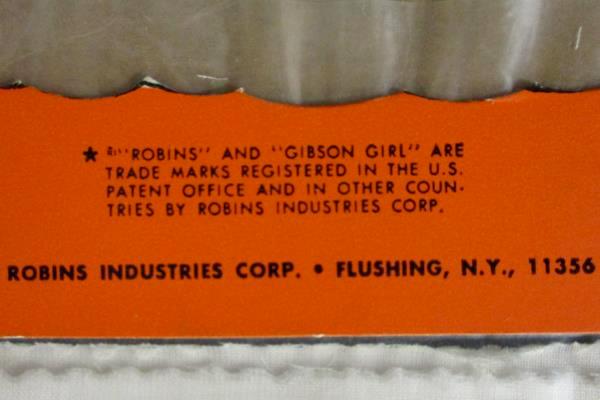 ★ ®"ROBINS" AND "GIBSON GIRL" ARE
TRADE MARKS REGISTERED IN THE U.S.
PATENT OFFICE AND IN OTHER COUN-
TRIES BY ROBINS INDUSTRIES CORP.
ROBINS INDUSTRIES CORP. • FLUSHING, N.Y., 11356